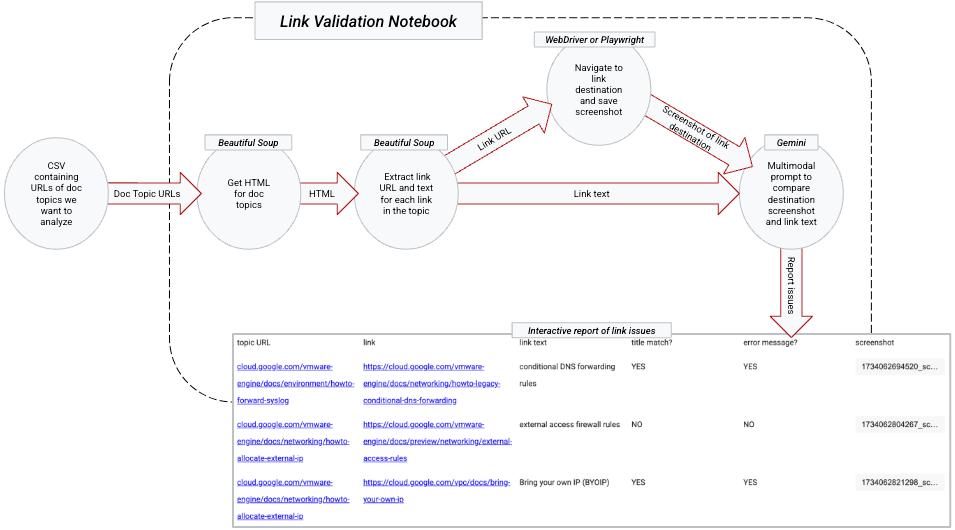 Link Validation Notebook
WebDriver or Playwright
Navigate to
link
destination
and save
screenshot
Beautiful Soup
Beautiful Soup
Gemini
Link URL
Screenshot of link
destination
CSV
containing
URLs of doc
topics we
want to
analyze
Doc Topic URLs
Get HTML
for doc
topics
HTML
Extract link
URL and text
for each link
in the topic
Link text
Multimodal
prompt to
compare
destination
screenshot
and link text
Report issues
Interactive report of link issues
topic URL link link text title match? error message? screenshot
cloud.google.com/vmware- https://cloud.google.com/vmware- conditional DNS forwarding YES YES 1734062694520_sc...
engine/docs/environment/howto- engine/docs/networking/howto-legacy- rules
forward-syslog conditional-dns-forwarding
cloud.google.com/vmware- https://cloud.google.com/vmware- external access firewall rules NO NO 1734062804267_sc...
engine/docs/networking/howto- engine/docs/preview/networking/external-
allocate-external-ip access-rules
cloud.google.com/vmware- https://cloud.google.com/vpc/docs/bring- Bring your own IP (BYOIP) YES YES 1734062821298_sc...
engine/docs/networking/howto- your-own-ip
allocate-external-ip